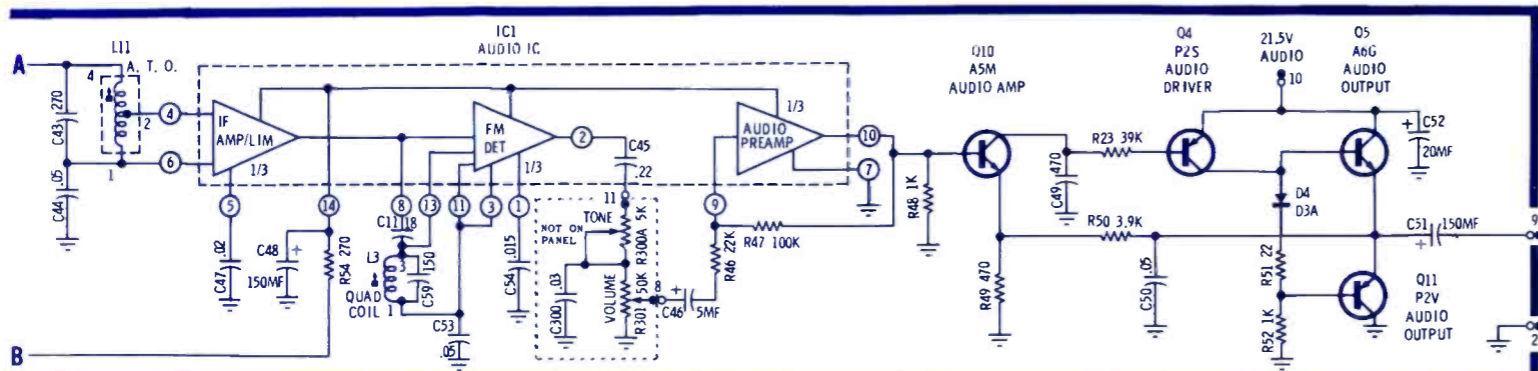 A
L11
A. T. O.
4
2
1
C43 270
C44 .05
IC1
AUDIO IC
4
6
IF
AMP/LIM
1/3
5
14
8
13
11
3
1
FM
DET
1/3
2
C45
.22
AUDIO
PREAMP
1/3
10
7
9
C47 .02
C48
150MF
R54 270
C11 18
L3
3
QUAD
COIL
1
C59 150
C53
.05
C54 .015
11
NOT ON
PANEL
TONE
R300A 5K
C300 .03
VOLUME
R301 50K
8
C46
5MF
R46 22K
R47 100K
R48 1K
Q10
A5M
AUDIO AMP
R49 470
C49 470
R23 39K
R50 3.9K
Q4
P2S
AUDIO
DRIVER
21.5V
AUDIO
10
Q5
A6G
AUDIO
OUTPUT
C52
20MF
D4
D3A
C50 .05
R51 22
R52 1K
C51 150MF
Q11
P2V
AUDIO
OUTPUT
9
2
B